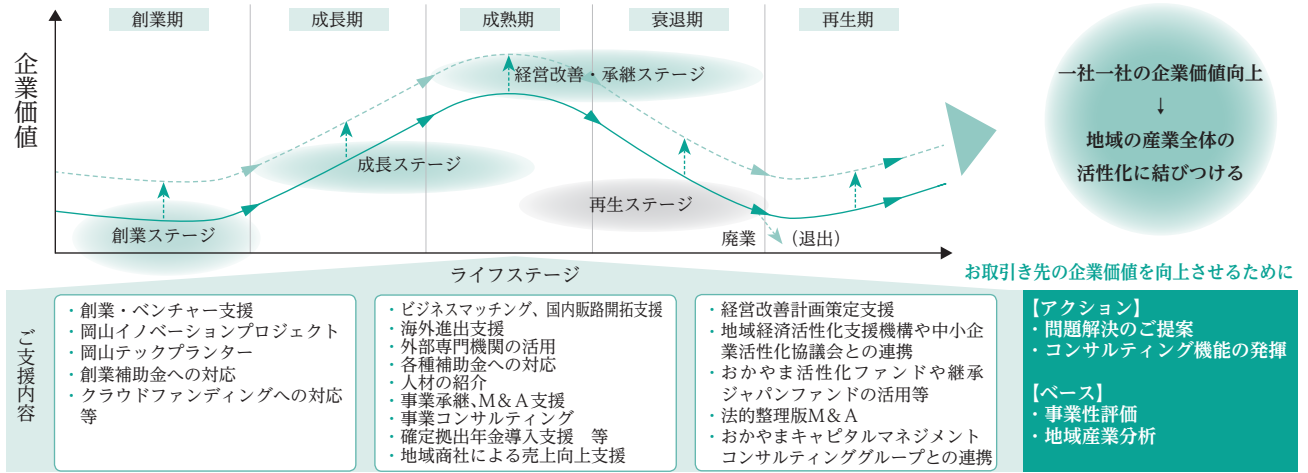 創業期
成長期
成熟期
衰退期
再生期
企業価値
経営改善・承継ステージ
成長ステージ
再生ステージ
創業ステージ
廃業 （退出）
ライフステージ
一社一社の企業価値向上
↓
地域の産業全体の
活性化に結びつける
お取引き先の企業価値を向上させるために
ご支援内容
・創業・ベンチャー支援
・岡山イノベーションプロジェクト
・岡山テックプランター
・創業補助金への対応
・クラウドファンディングへの対応
等
・ビジネスマッチング、国内販路開拓支援
・海外進出支援
・外部専門機関の活用
・各種補助金への対応
・人材の紹介
・事業承継、M＆A支援
・事業コンサルティング
・確定拠出年金導入支援 等
・地域商社による売上向上支援
・経営改善計画策定支援
・地域経済活性化支援機構や中小企
業活性化協議会との連携
・おかやま活性化ファンドや継承
ジャパンファンドの活用等
・法的整理版M＆A
・おかやまキャピタルマネジメント
コンサルティンググループとの連携
【アクション】
・問題解決のご提案
・コンサルティング機能の発揮
【ベース】
・事業性評価
・地域産業分析